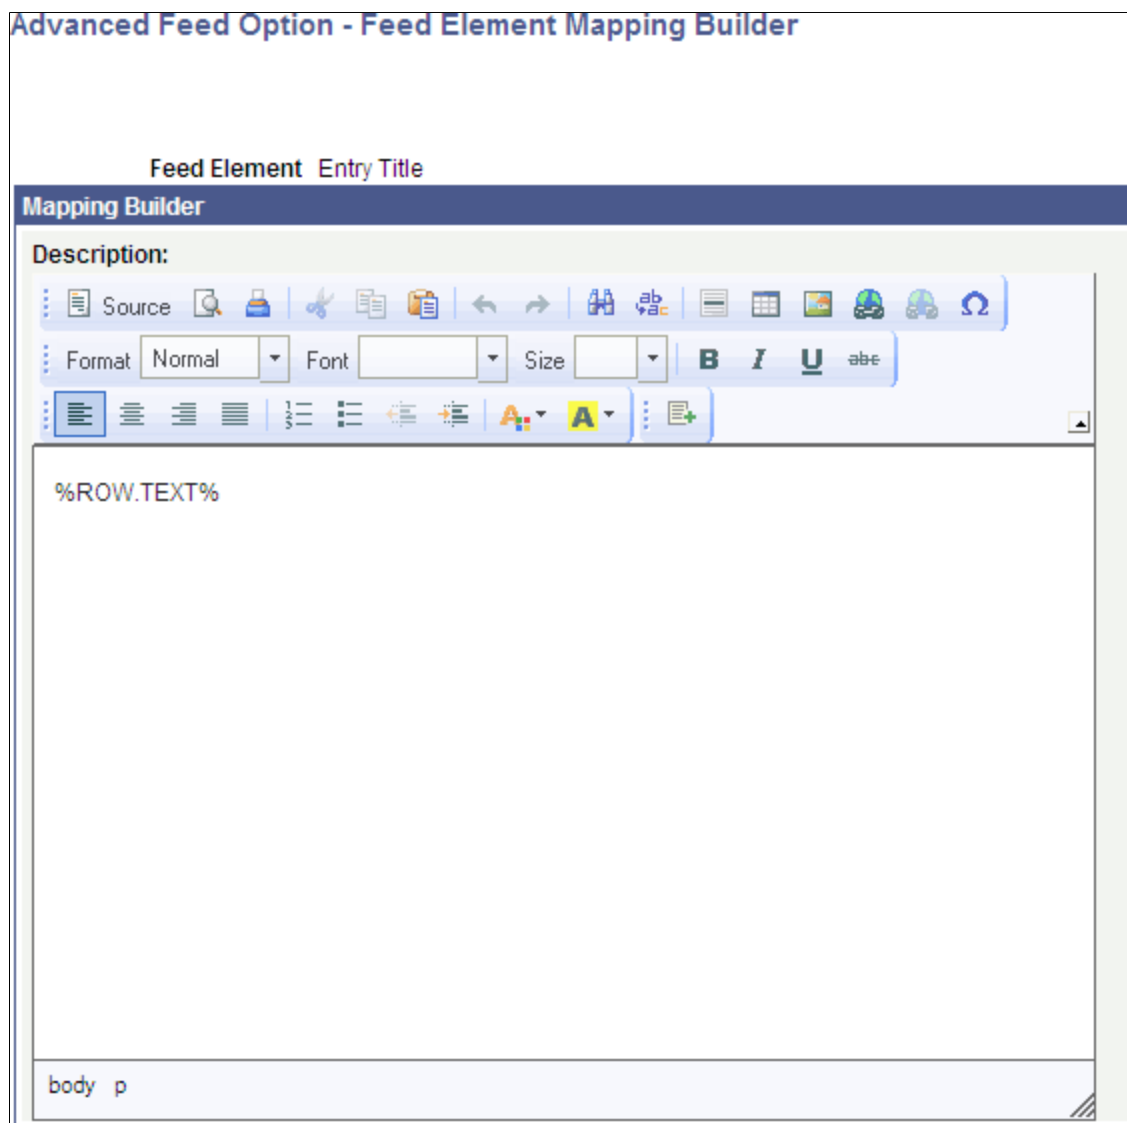 Advanced Feed Option - Feed Element Mapping Builder
Feed Element Entry Title
Mapping Builder
Description:
Source
Format Normal Font Size B I U abc
%ROW.TEXT%
body p